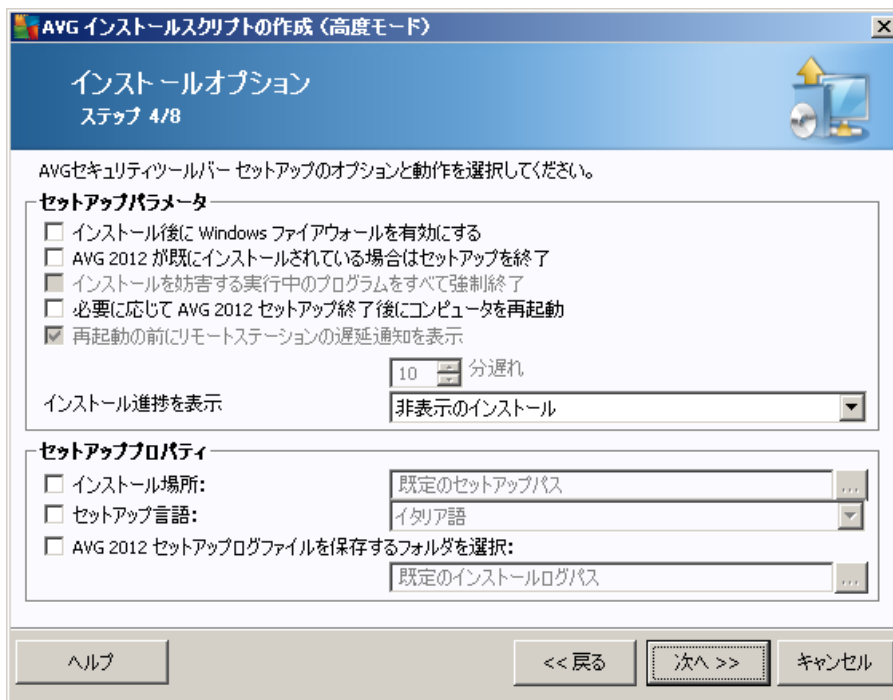 AVG インストールスクリプトの作成（高度モード）
インストールオプション
ステップ 4/8
AVGセキュリティツールバー セットアップのオプションと動作を選択してください。
セットアップパラメータ
インストール後に Windows ファイアウォールを有効にする
AVG 2012 が既にインストールされている場合はセットアップを終了
インストールを妨害する実行中のプログラムをすべて強制終了
必要に応じて AVG 2012 セットアップ終了後にコンピュータを再起動
再起動の前にリモートステーションの遅延通知を表示
10 分遅れ
インストール進捗を表示 非表示のインストール
セットアッププロパティ
インストール場所: 既定のセットアップパス ...
セットアップ言語: イタリア語
AVG 2012 セットアップログファイルを保存するフォルダを選択:
既定のインストールログパス ...
ヘルプ << 戻る 次へ >> キャンセル